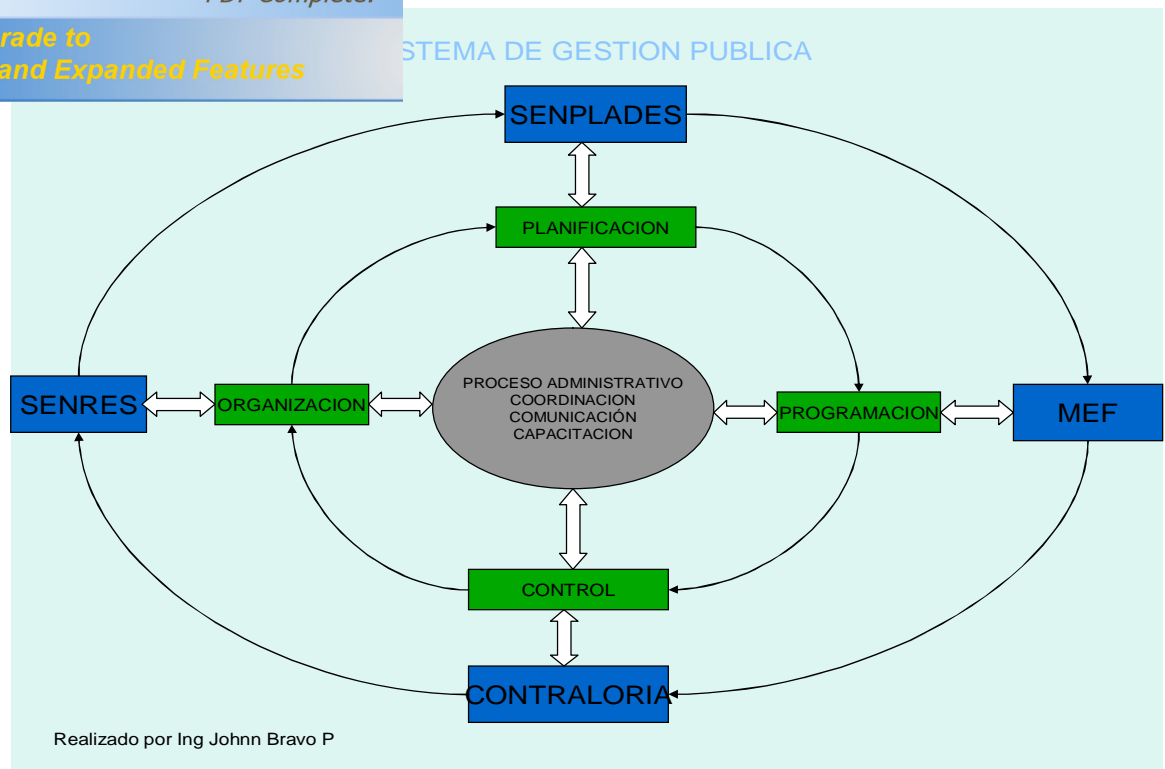 PDF Complete.
rade to
and Expanded Features
STEMA DE GESTION PUBLICA
SENPLADES
PLANIFICACION
SENRES
ORGANIZACION
PROCESO ADMINISTRATIVO
COORDINACION
COMUNICACIÓN
CAPACITACION
PROGRAMACION
MEF
CONTROL
CONTRALORIA
Realizado por Ing Johnn Bravo P